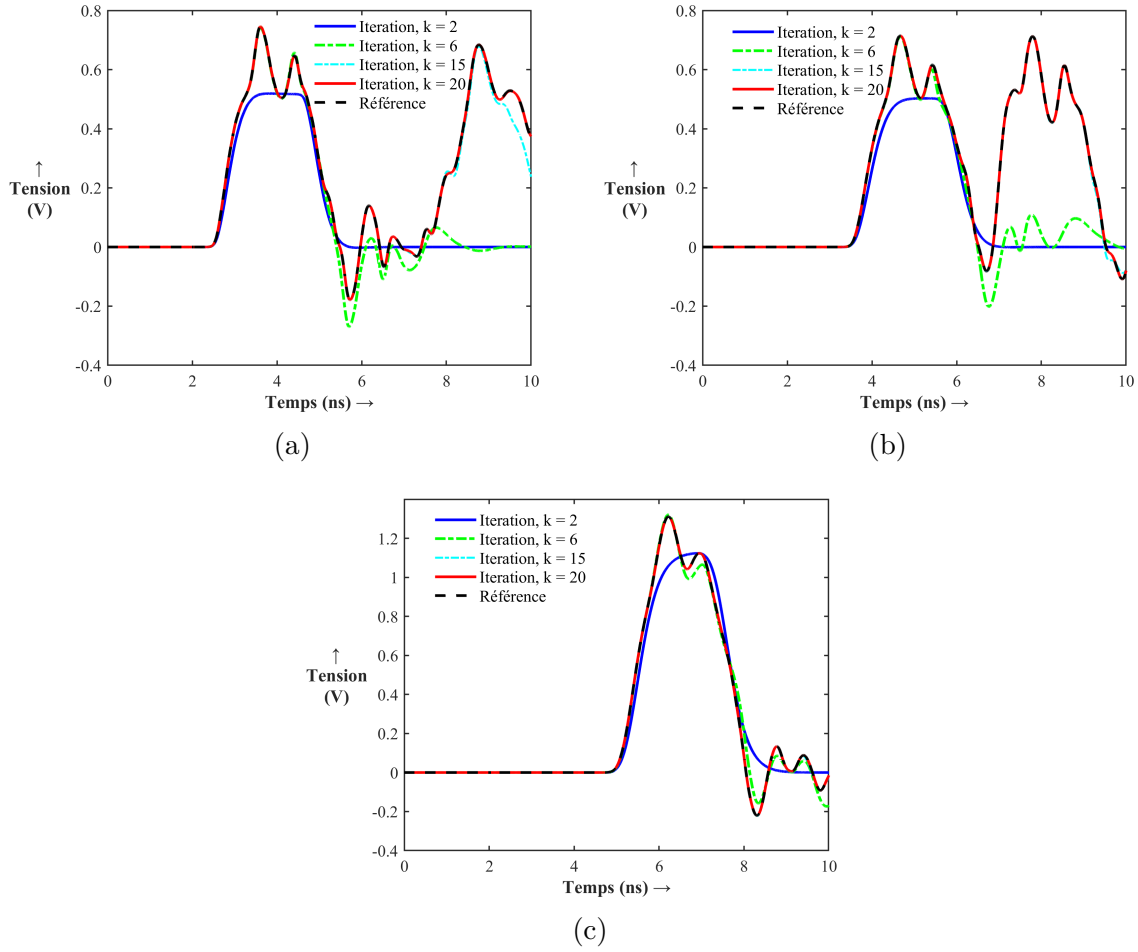 0.8
0.6
0.4
0.2
0
-0.2
-0.4
0
2
4
6
8
10
↑
Tension
(V)
Temps (ns) →
Iteration, k = 2
Iteration, k = 6
Iteration, k = 15
Iteration, k = 20
Référence
(a)
0.8
0.6
0.4
0.2
0
-0.2
-0.4
0
2
4
6
8
10
↑
Tension
(V)
Temps (ns) →
Iteration, k = 2
Iteration, k = 6
Iteration, k = 15
Iteration, k = 20
Référence
(b)
1.2
1
0.8
0.6
0.4
0.2
0
-0.2
-0.4
0
2
4
6
8
10
↑
Tension
(V)
Temps (ns) →
Iteration, k = 2
Iteration, k = 6
Iteration, k = 15
Iteration, k = 20
Référence
(c)